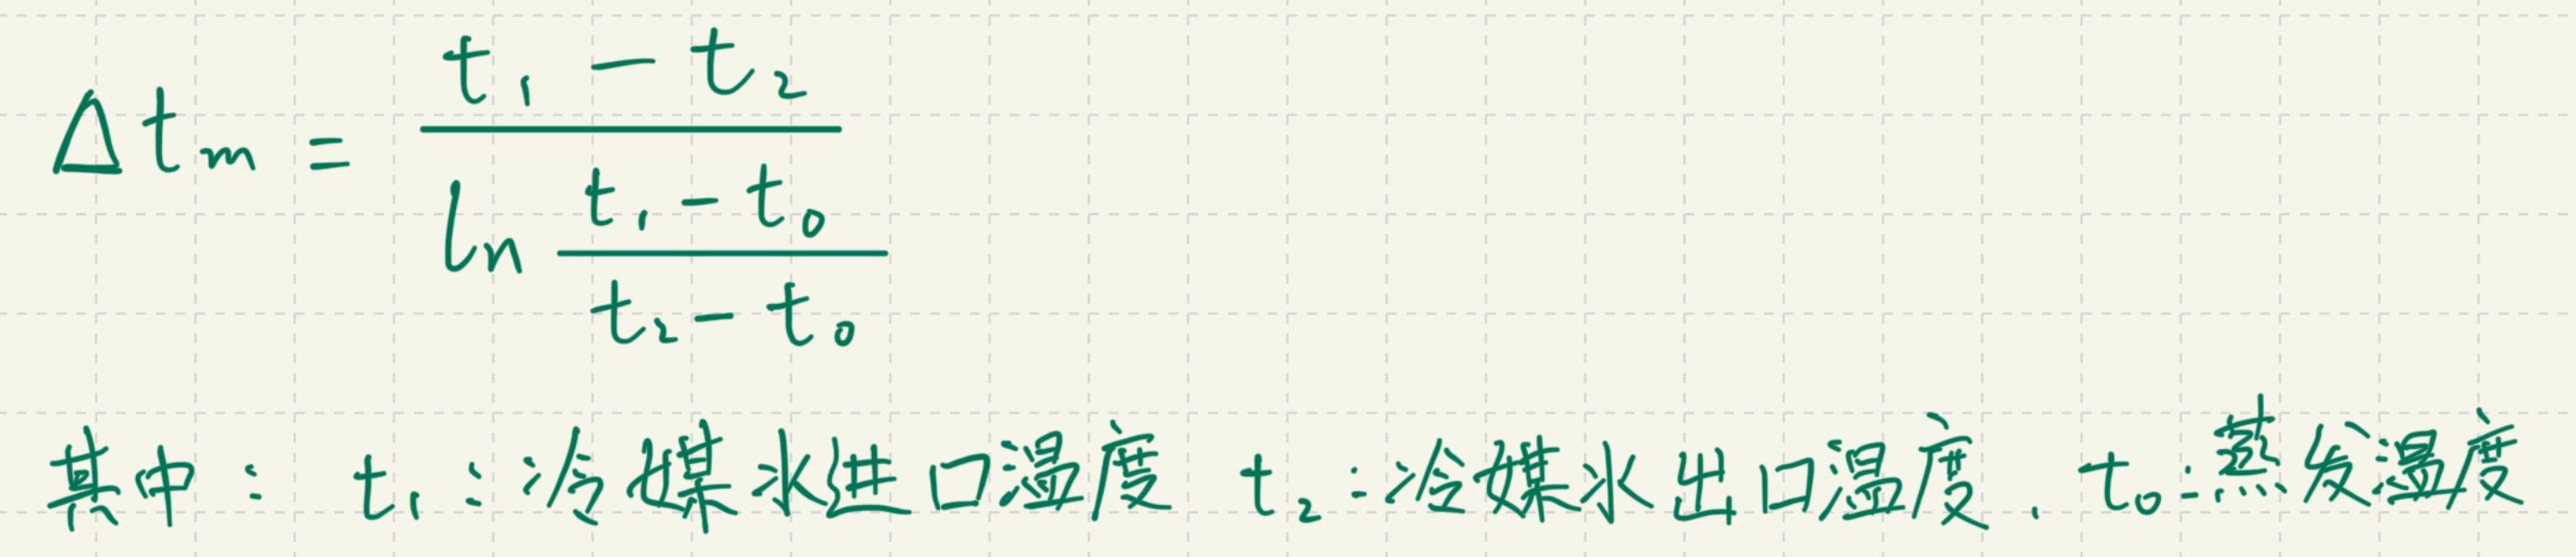 Δtₘ = (t₁ − t₂) / (ln (t₁ − t₀) / (t₂ − t₀))
其中： t₁：冷媒水进口温度 t₂：冷媒水出口温度. t₀：蒸发温度